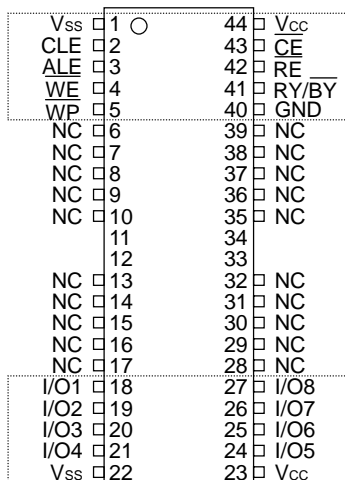 Vss 1 44 Vcc
CLE 2 43 CE
ALE 3 42 RE
WE 4 41 RY/BY
WP 5 40 GND
NC 6 39 NC
NC 7 38 NC
NC 8 37 NC
NC 9 36 NC
NC 10 35 NC
11 34
12 33
NC 13 32 NC
NC 14 31 NC
NC 15 30 NC
NC 16 29 NC
NC 17 28 NC
I/O1 18 27 I/O8
I/O2 19 26 I/O7
I/O3 20 25 I/O6
I/O4 21 24 I/O5
Vss 22 23 Vcc